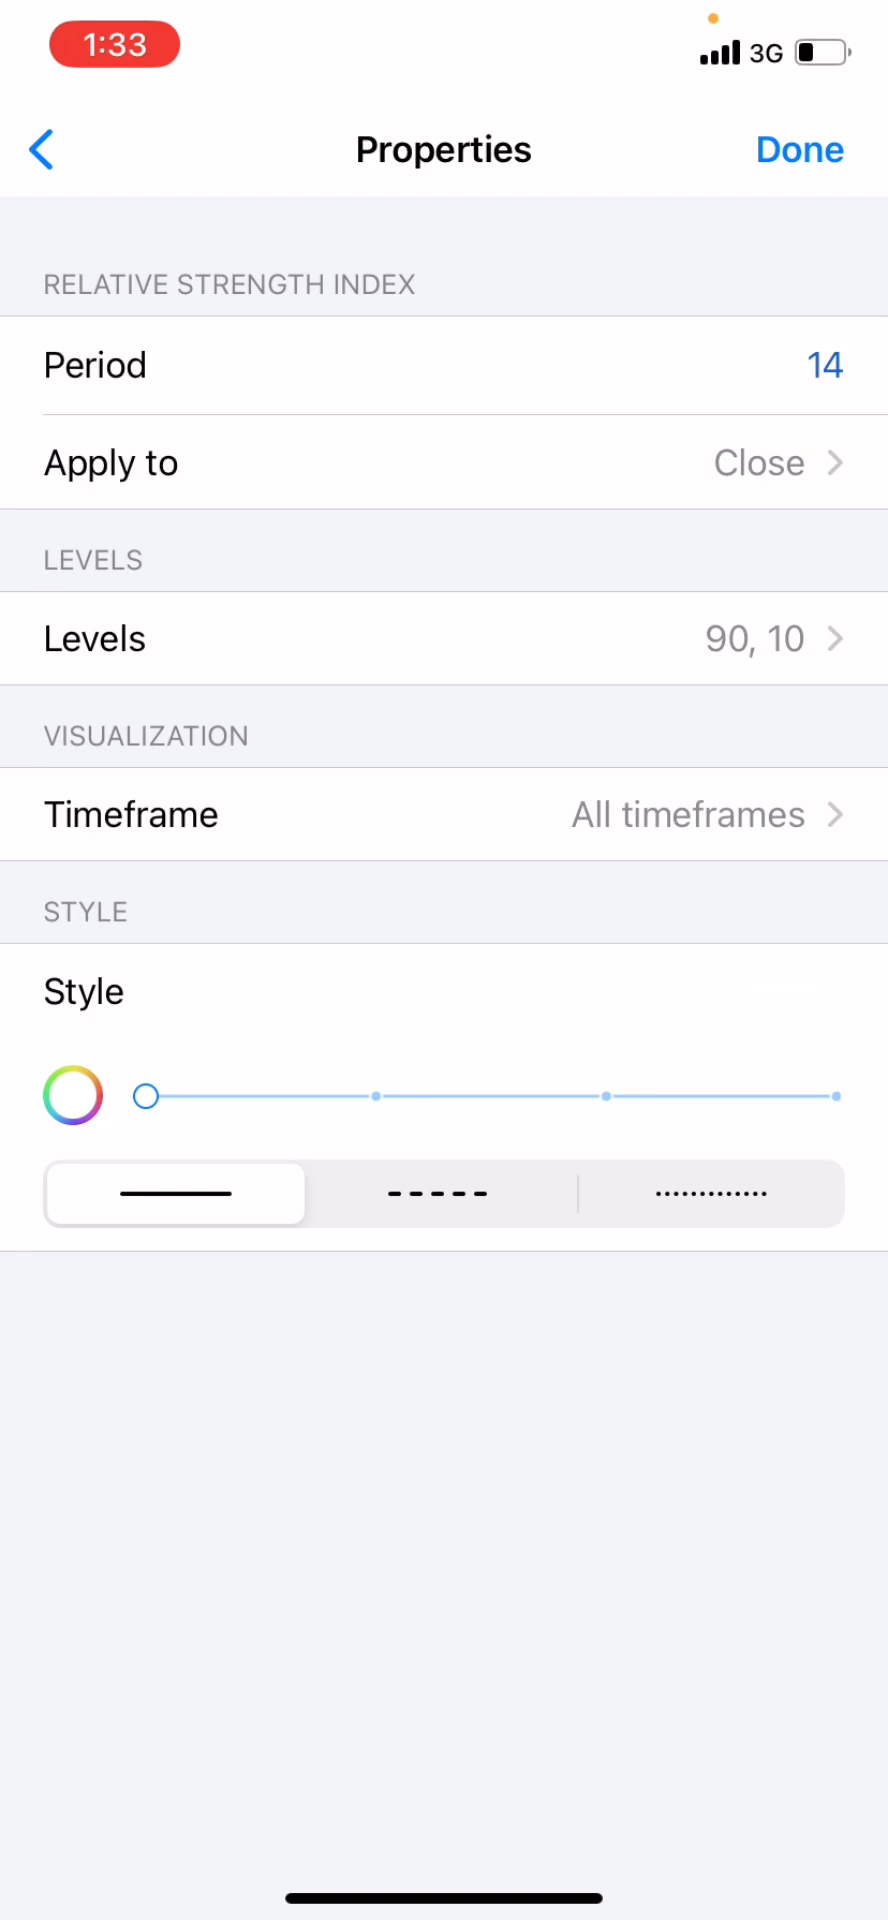 1:33
3G
Properties
Done
RELATIVE STRENGTH INDEX
Period 14
Apply to Close
LEVELS
Levels 90, 10
VISUALIZATION
Timeframe All timeframes
STYLE
Style